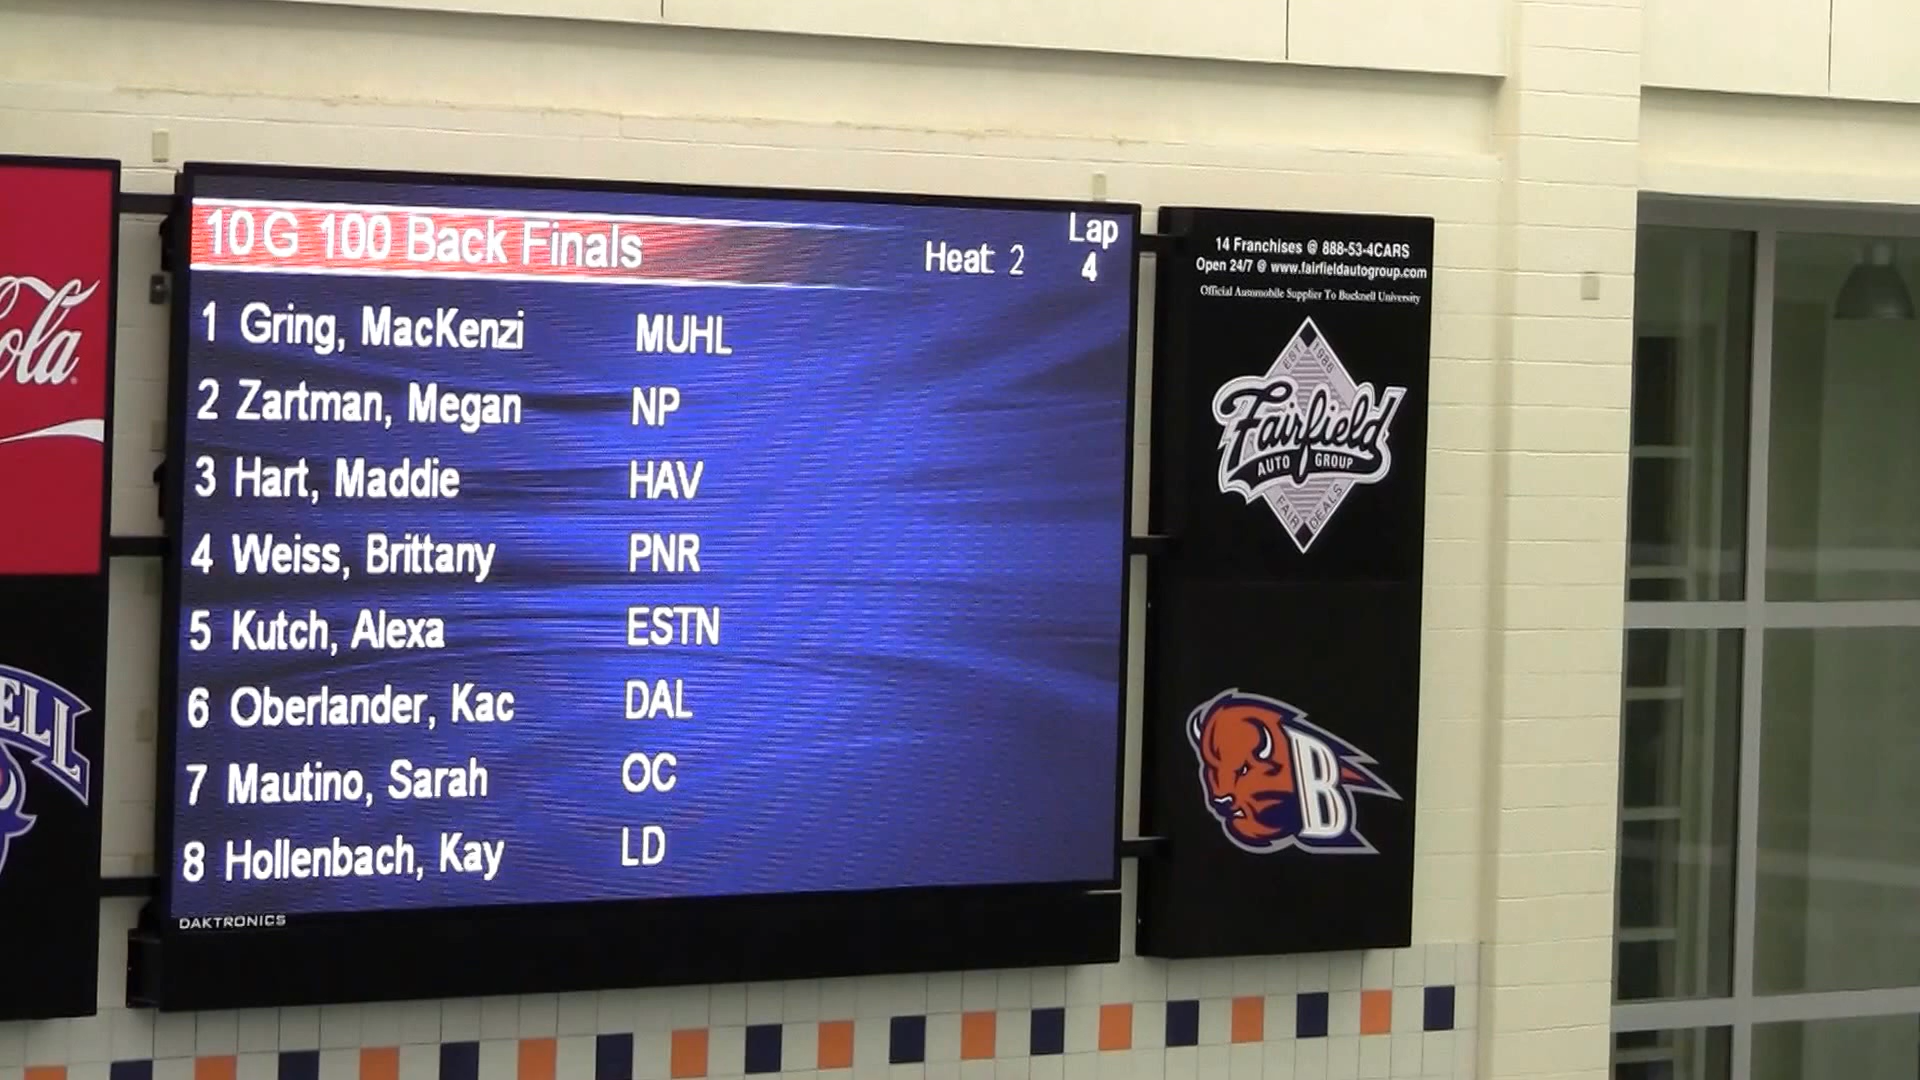 10 G 100 Back Finals
Heat: 2
Lap
4
1 Gring, MacKenzi MUHL
2 Zartman, Megan NP
3 Hart, Maddie HAV
4 Weiss, Brittany PNR
5 Kutch, Alexa ESTN
6 Oberlander, Kac DAL
7 Mautino, Sarah OC
8 Hollenbach, Kay LD
DAKTRONICS
ola
ELL
14 Franchises @ 888-53-4CARS
Open 24/7 @ www.fairfieldautogroup.com
Official Automobile Supplier To Bucknell University
EST. 1986
Fairfield
AUTO GROUP
FAIR DEALS
B